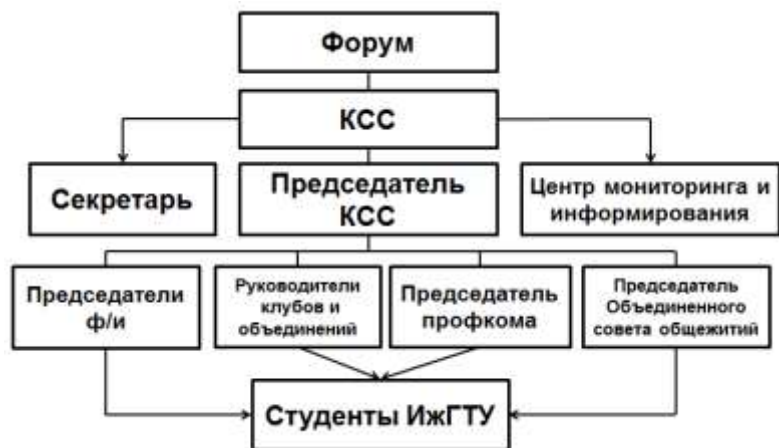 Форум
КСС
Секретарь
Председатель
КСС
Центр мониторинга и
информирования
Председатели
ф/и
Руководители
клубов и
объединений
Председатель
профкома
Председатель
Объединенного
совета общежитий
Студенты ИжГТУ